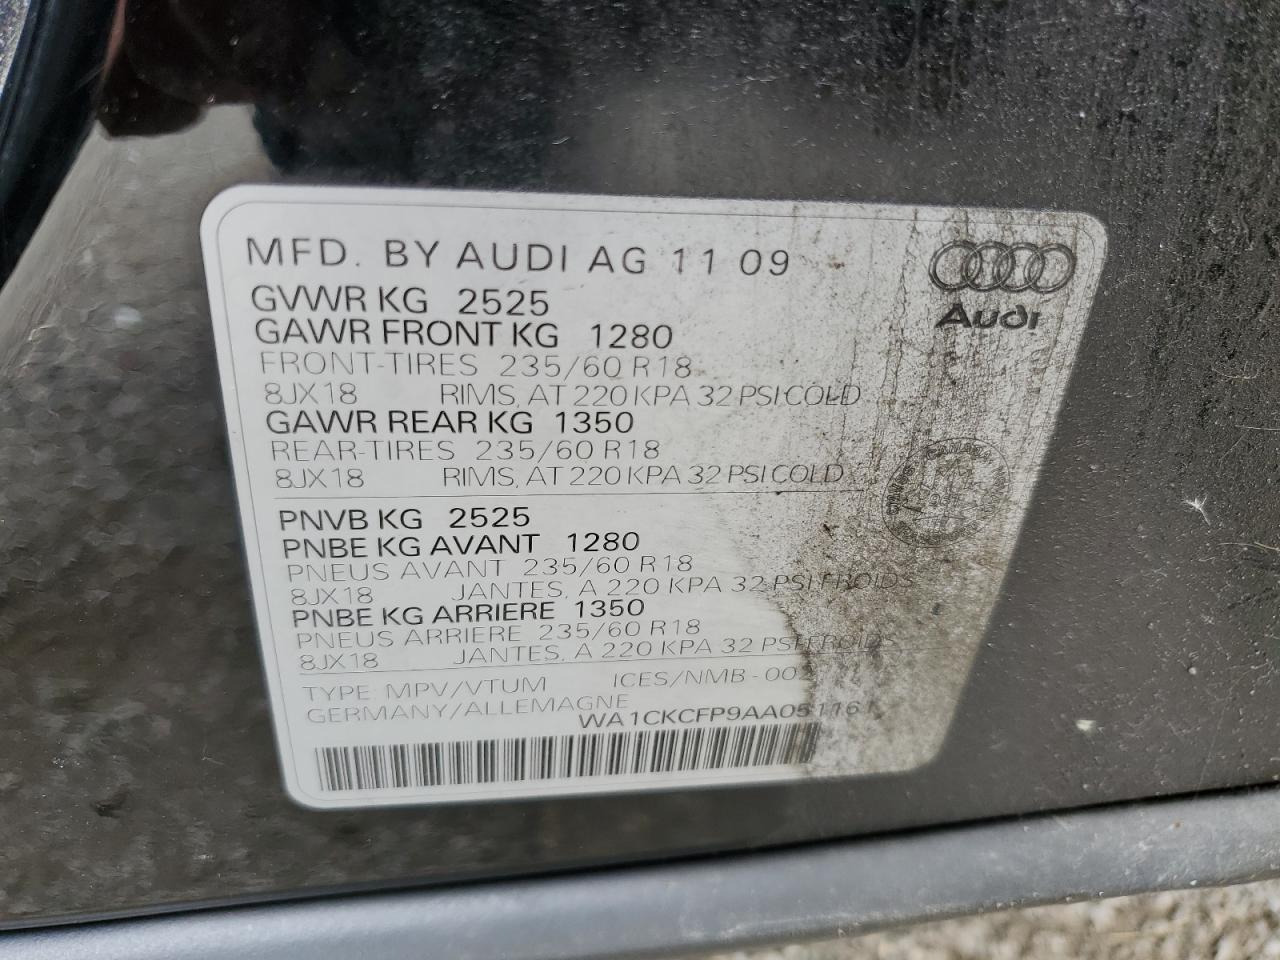 MFD. BY AUDI AG 11 09
Audi
GVWR KG 2525
GAWR FRONT KG 1280
FRONT-TIRES 235/60 R18
8JX18 RIMS, AT 220 KPA 32 PSI COLD
GAWR REAR KG 1350
REAR-TIRES 235/60 R18
8JX18 RIMS, AT 220 KPA 32 PSI COLD
PNVB KG 2525
PNBE KG AVANT 1280
PNEUS AVANT 235/60 R18
8JX18 JANTES, A 220 KPA 32 PSI FROIDS
PNBE KG ARRIERE 1350
PNEUS ARRIERE 235/60 R18
8JX18 JANTES, A 220 KPA 32 PSI FROIDS
TYPE: MPV/VTUM ICES/NMB - 002
GERMANY/ALLEMAGNE
WA1CKCFP9AA051161